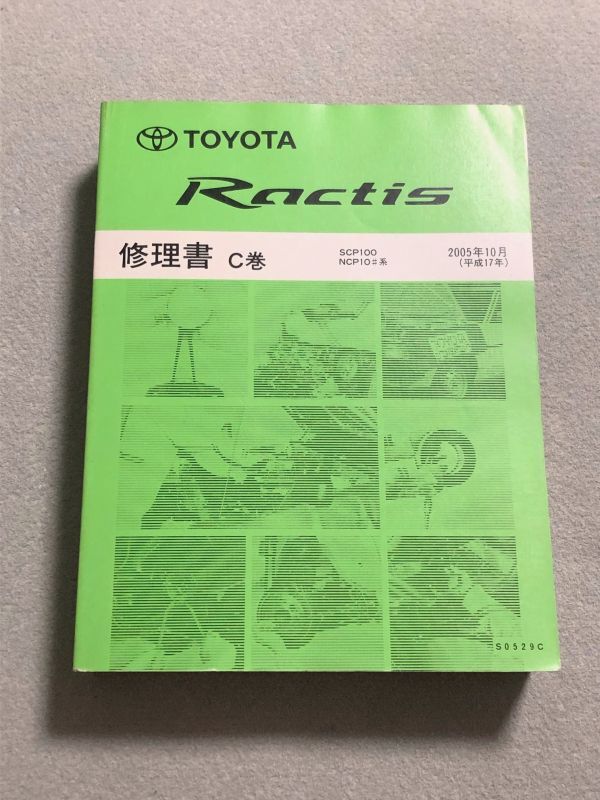 TOYOTA
Ractis
修理書 C巻
SCP100
NCP10#系
2005年10月
(平成17年)
S0529C